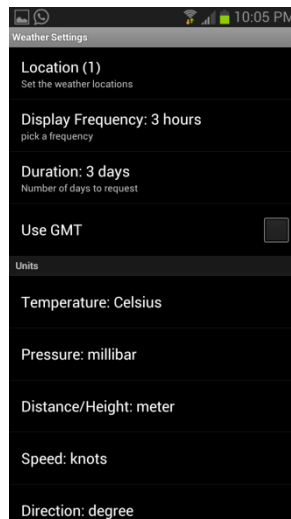 10:05 PM
Weather Settings
Location (1)
Set the weather locations
Display Frequency: 3 hours
pick a frequency
Duration: 3 days
Number of days to request
Use GMT
Units
Temperature: Celsius
Pressure: millibar
Distance/Height: meter
Speed: knots
Direction: degree